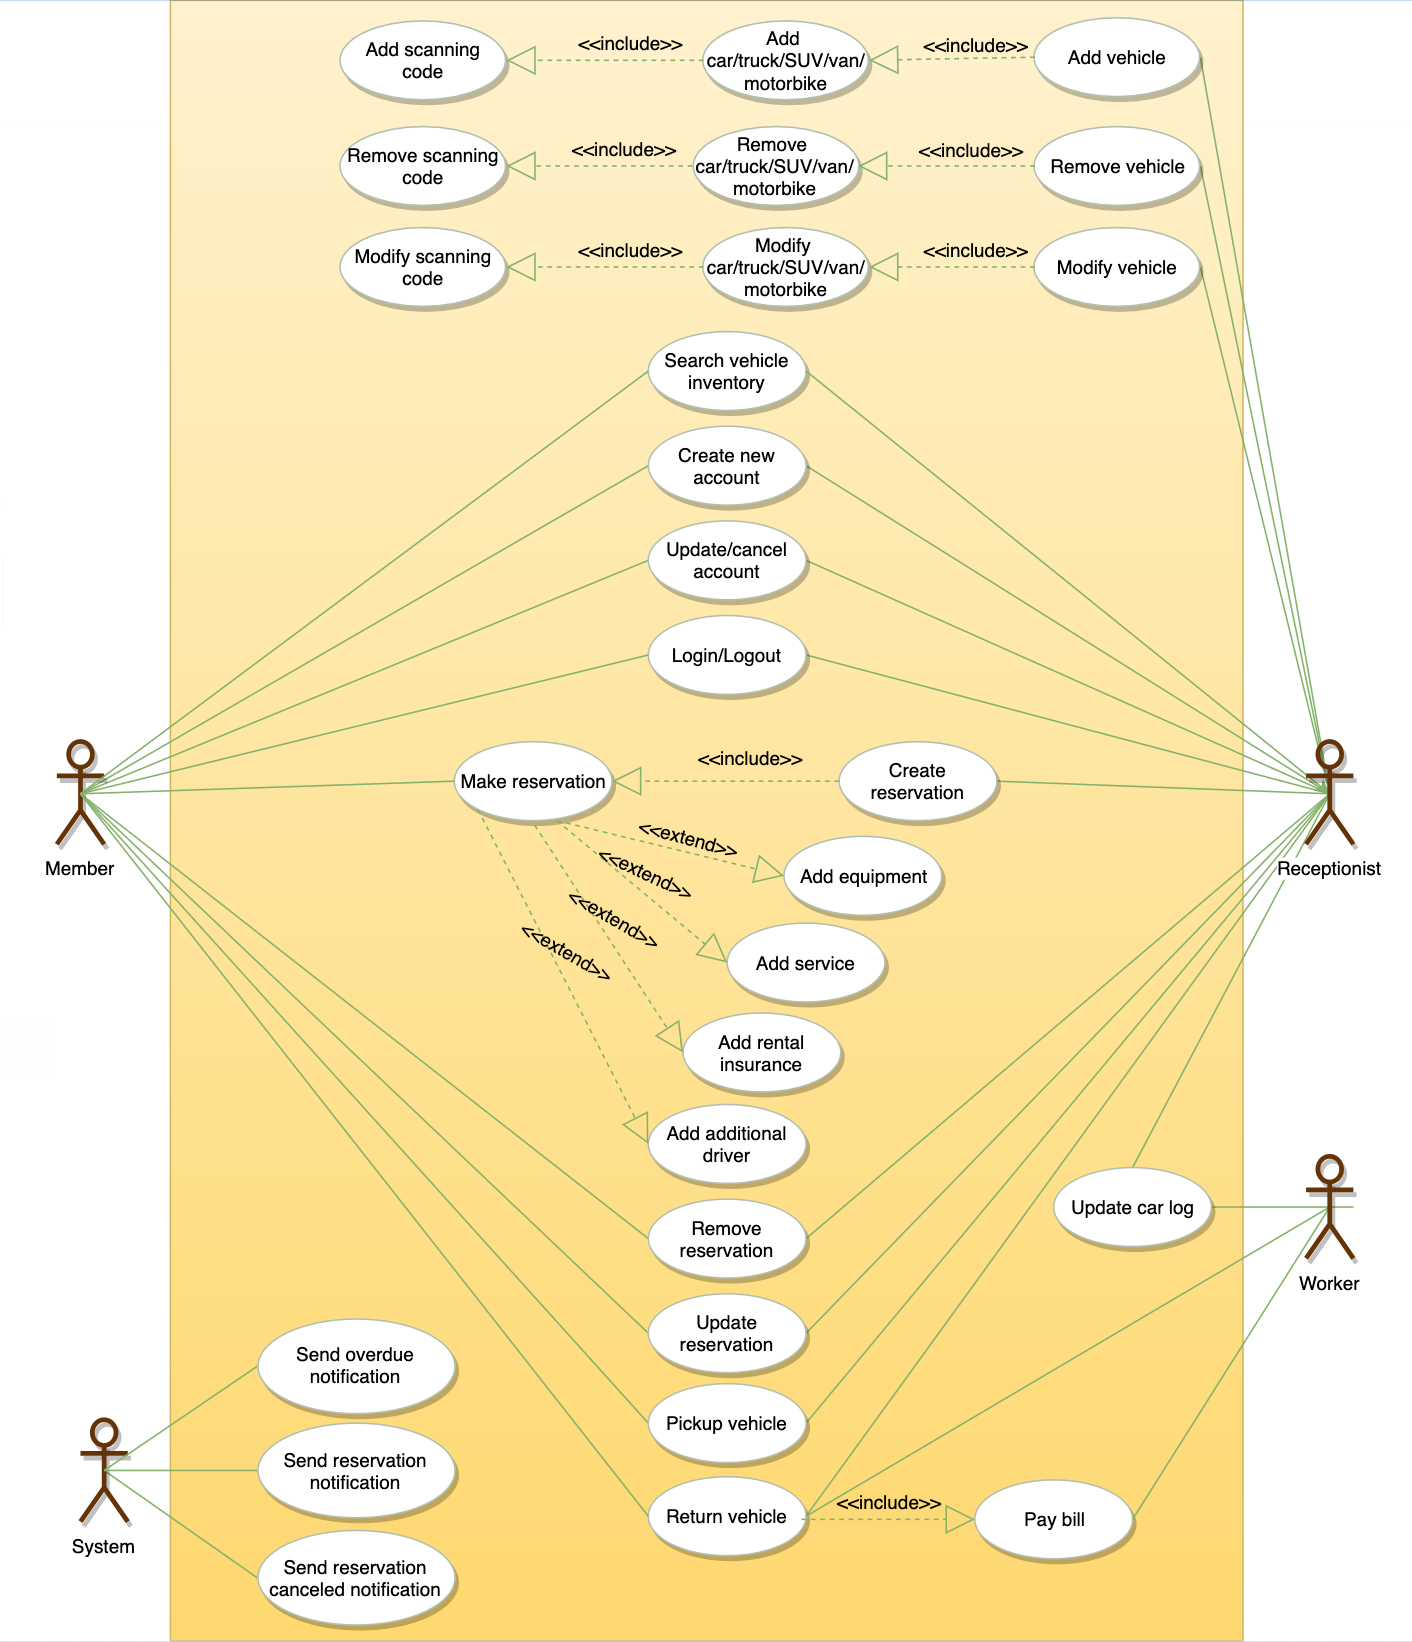 Add scanning
code
<<include>>
Add
car/truck/SUV/van/
motorbike
<<include>>
Add vehicle
Remove scanning
code
<<include>>
Remove
car/truck/SUV/van/
motorbike
<<include>>
Remove vehicle
Modify scanning
code
<<include>>
Modify
car/truck/SUV/van/
motorbike
<<include>>
Modify vehicle
Search vehicle
inventory
Create new
account
Update/cancel
account
Login/Logout
Make reservation
<<include>>
Create
reservation
Member
Receptionist
<<extend>>
Add equipment
<<extend>>
Add service
<<extend>>
Add rental
insurance
<<extend>>
Add additional
driver
Remove
reservation
Update car log
Worker
Update
reservation
Send overdue
notification
Pickup vehicle
Send reservation
notification
Return vehicle
<<include>>
Pay bill
System
Send reservation
canceled notification